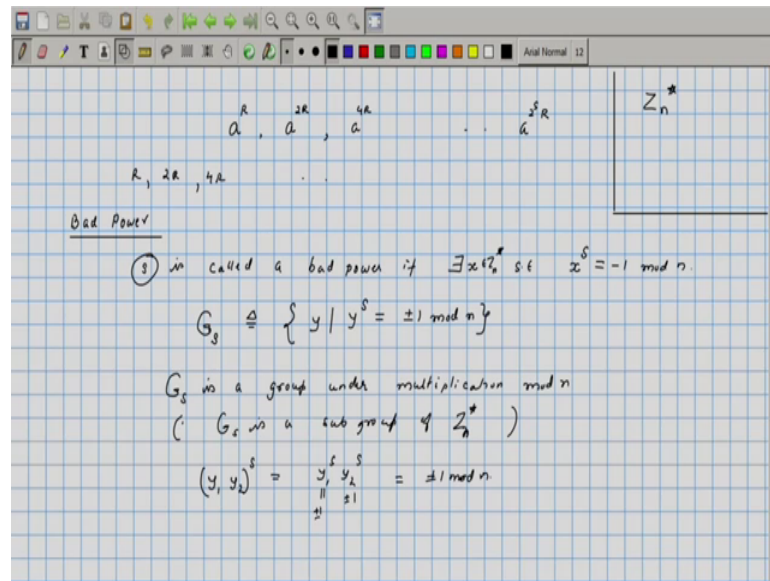 T Arial Normal 12
Z_n^*
a^R , a^{2R} , a^{4R} . . a^{2^s R}
R, 2R , 4R . .
Bad Power
s is called a bad power if ∃ x ∈ Z_n^* s.t x^s = -1 mod n.
G_s ≜ { y | y^s = ±1 mod n}
G_s is a group under multiplication mod n
( G_s is a sub group of Z_n^* )
(y_1 y_2)^s = y_1^s y_2^s = ±1 mod n.
|| ±1
±1